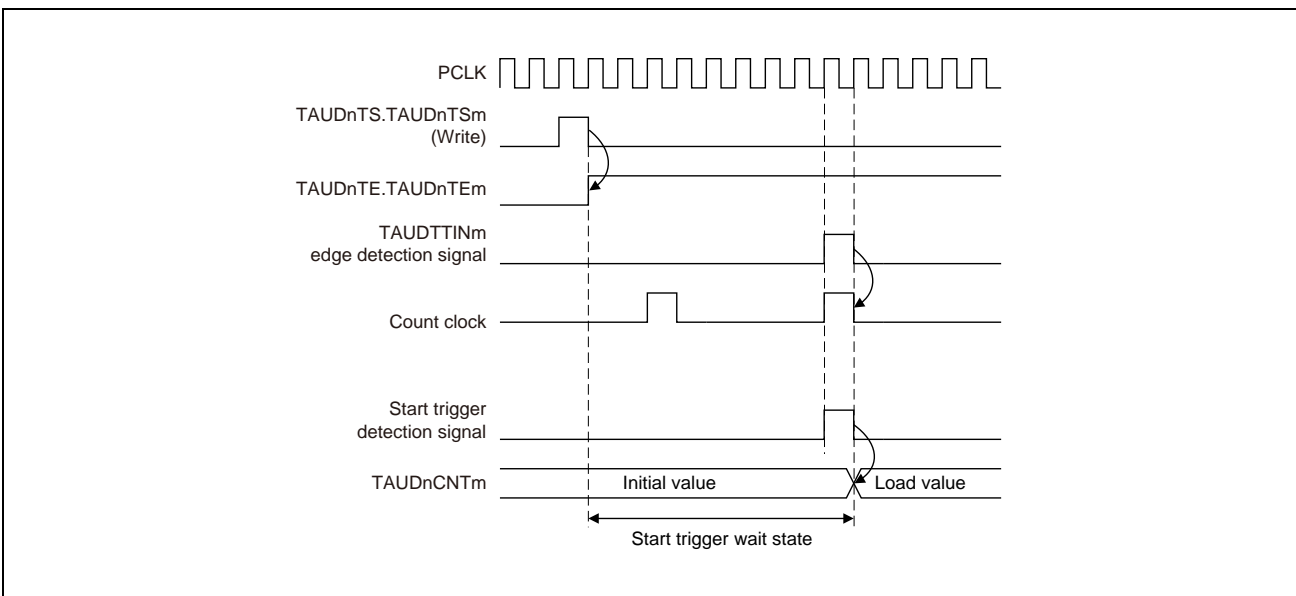 PCLK
TAUDnTS.TAUDnTSm
(Write)
TAUDnTE.TAUDnTEm
TAUDTTINm
edge detection signal
Count clock
Start trigger
detection signal
TAUDnCNTm
Initial value
Load value
Start trigger wait state